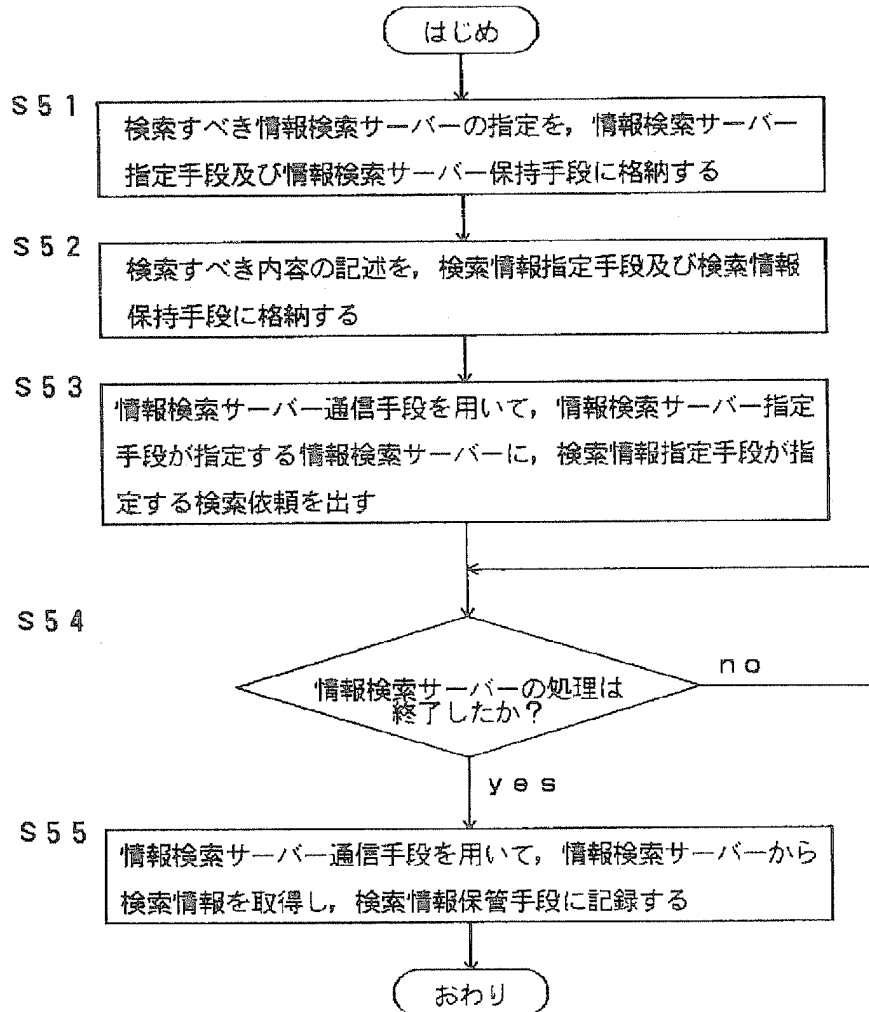 はじめ
S51
検索すべき情報検索サーバーの指定を,情報検索サーバー
指定手段及び情報検索サーバー保持手段に格納する
S52
検索すべき内容の記述を,検索情報指定手段及び検索情報
保持手段に格納する
S53
情報検索サーバー通信手段を用いて,情報検索サーバー指定
手段が指定する情報検索サーバーに,検索情報指定手段が指
定する検索依頼を出す
S54
情報検索サーバーの処理は
終了したか?
no
yes
S55
情報検索サーバー通信手段を用いて,情報検索サーバーから
検索情報を取得し,検索情報保管手段に記録する
おわり